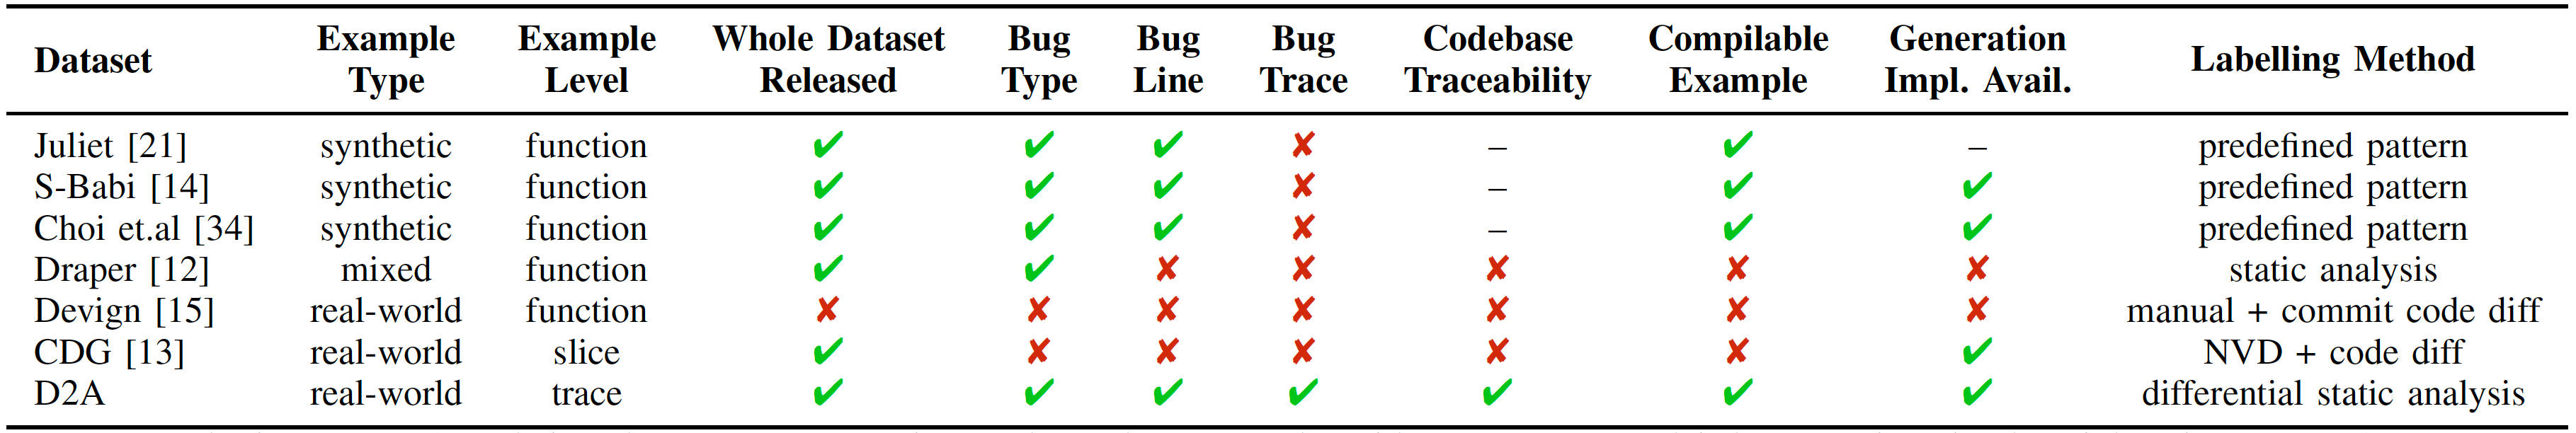 Dataset Example Type Example Level Whole Dataset Released Bug Type Bug Line Bug Trace Codebase Traceability Compilable Example Generation Impl. Avail. Labelling Method
Juliet [21] synthetic function ✔ ✔ ✔ ✘ – ✔ – predefined pattern
S-Babi [14] synthetic function ✔ ✔ ✔ ✘ – ✔ ✔ predefined pattern
Choi et.al [34] synthetic function ✔ ✔ ✔ ✘ – ✔ ✔ predefined pattern
Draper [12] mixed function ✔ ✔ ✘ ✘ ✘ ✘ ✘ static analysis
Devign [15] real-world function ✘ ✘ ✘ ✘ ✘ ✘ ✘ manual + commit code diff
CDG [13] real-world slice ✔ ✘ ✘ ✘ ✘ ✘ ✔ NVD + code diff
D2A real-world trace ✔ ✔ ✔ ✔ ✔ ✔ ✔ differential static analysis